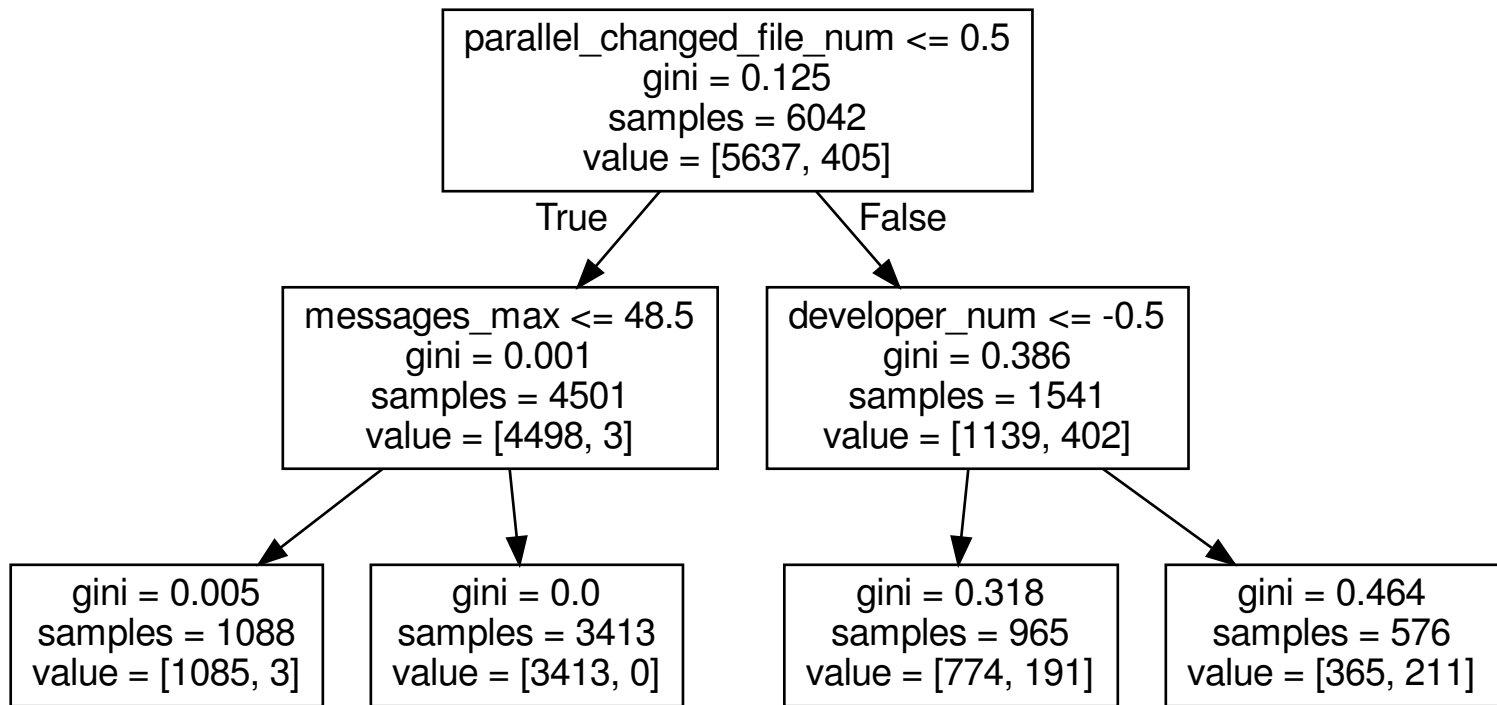 parallel_changed_file_num <= 0.5
gini = 0.125
samples = 6042
value = [5637, 405]
True
False
messages_max <= 48.5
gini = 0.001
samples = 4501
value = [4498, 3]
developer_num <= -0.5
gini = 0.386
samples = 1541
value = [1139, 402]
gini = 0.005
samples = 1088
value = [1085, 3]
gini = 0.0
samples = 3413
value = [3413, 0]
gini = 0.318
samples = 965
value = [774, 191]
gini = 0.464
samples = 576
value = [365, 211]